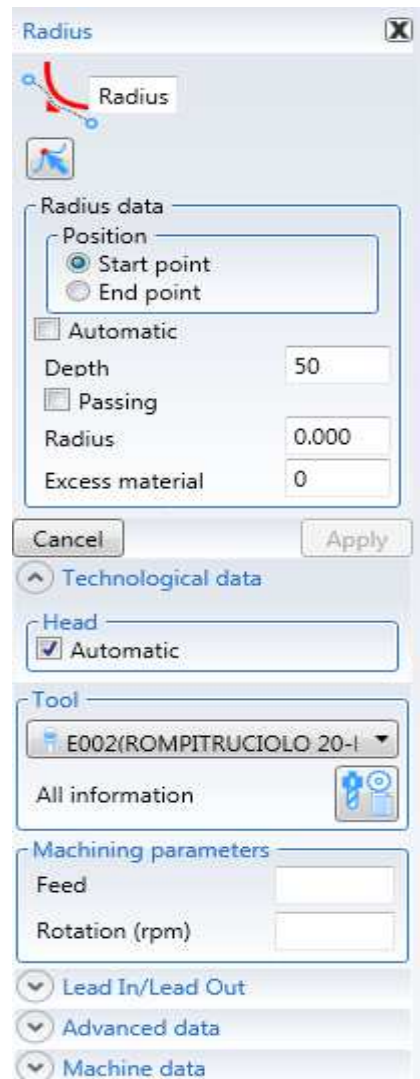 Radius
Radius
Radius data
Position
Start point
End point
Automatic
Depth 50
Passing
Radius 0.000
Excess material 0
Cancel Apply
Technological data
Head
Automatic
Tool
E002(ROMPITRUCIOLO 20-
All information
Machining parameters
Feed
Rotation (rpm)
Lead In/Lead Out
Advanced data
Machine data